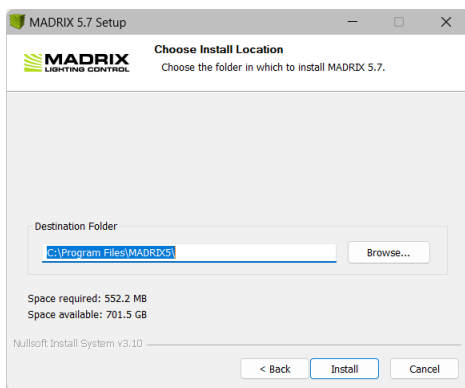 MADRIX 5.7 Setup
MADRIX
LIGHTING CONTROL
Choose Install Location
Choose the folder in which to install MADRIX 5.7.
Destination Folder
C:\Program Files\MADRIX5\
Browse...
Space required: 552.2 MB
Space available: 701.5 GB
Nullsoft Install System v3.10
< Back
Install
Cancel